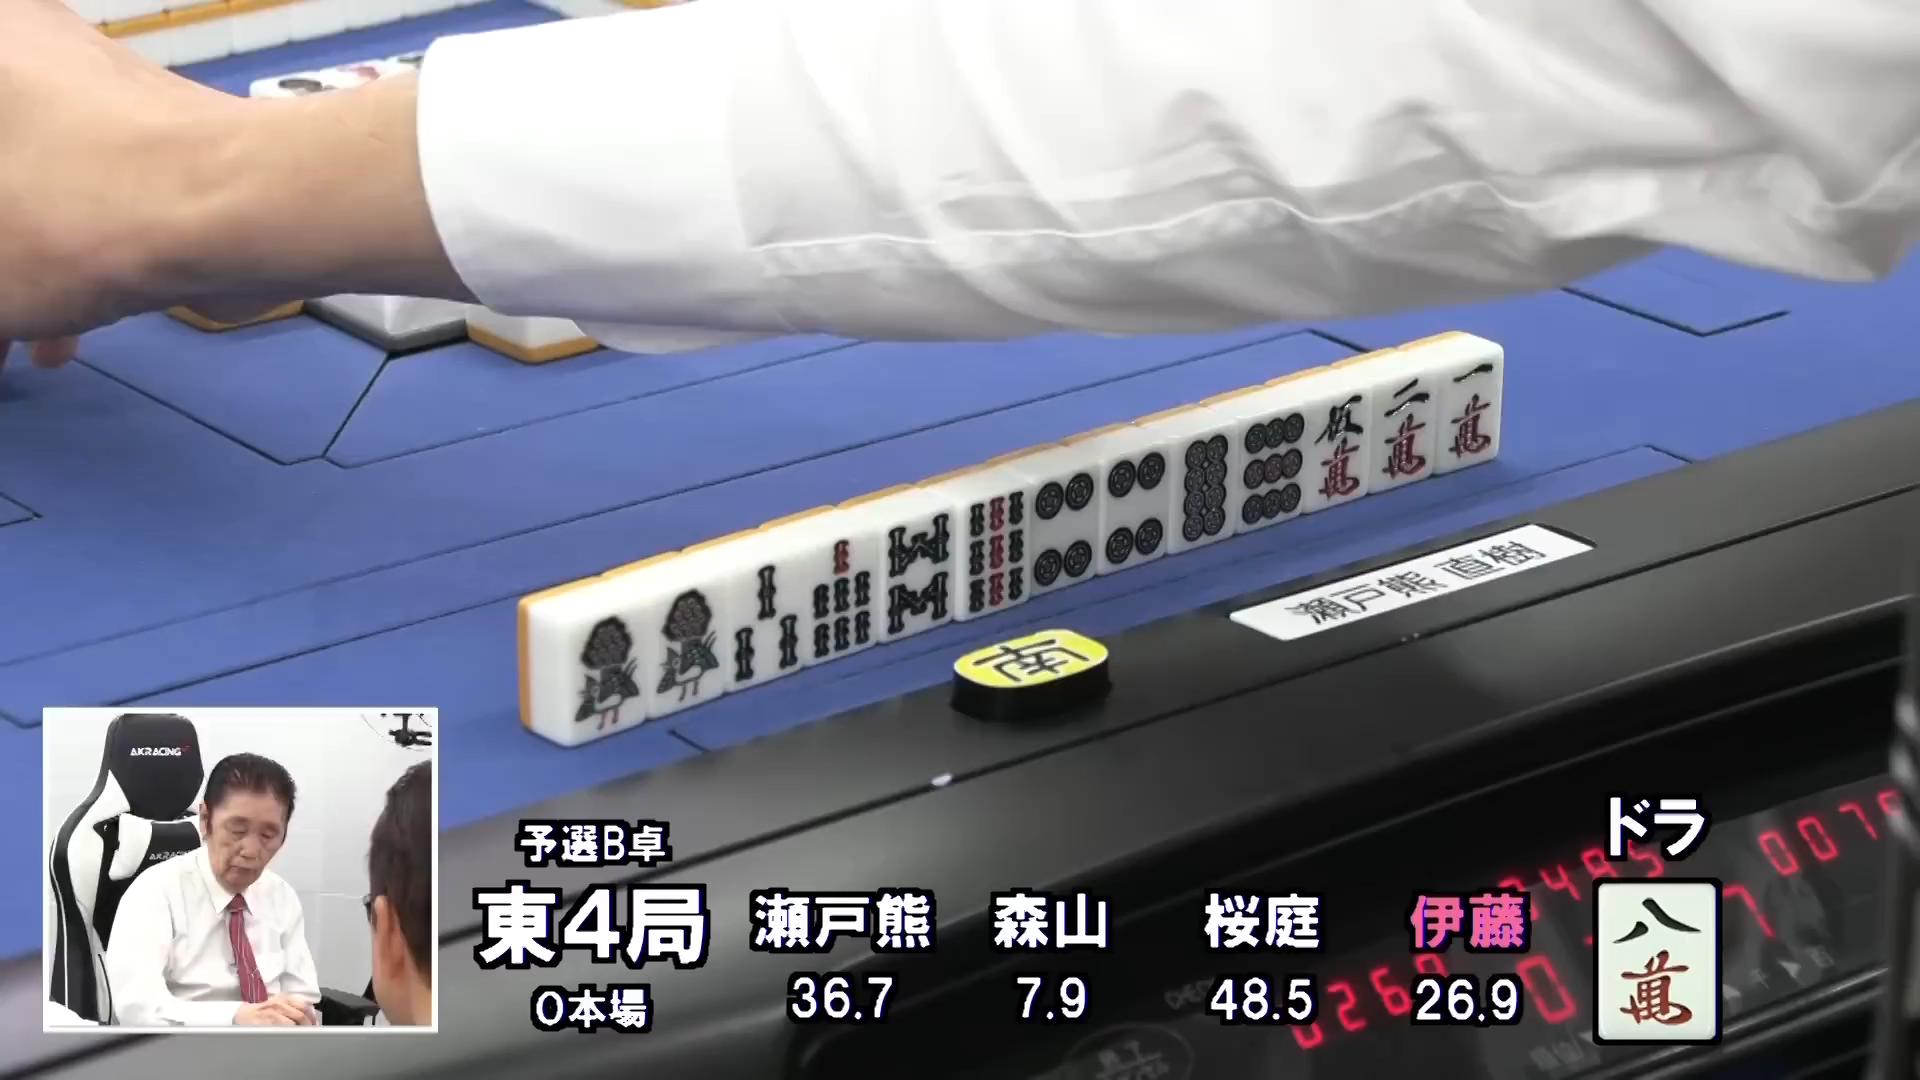 伍萬
二萬
一萬
瀬戸熊 直樹
南
AKRACING
予選B卓
東4局
0本場
瀬戸熊
36.7
森山
7.9
桜庭
48.5
伊藤
26.9
ドラ
八萬